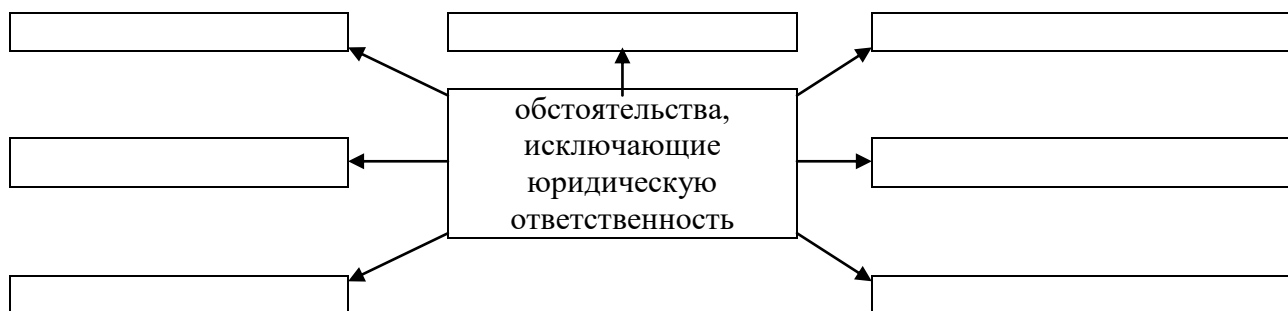 обстоятельства,
исключающие
юридическую
ответственность